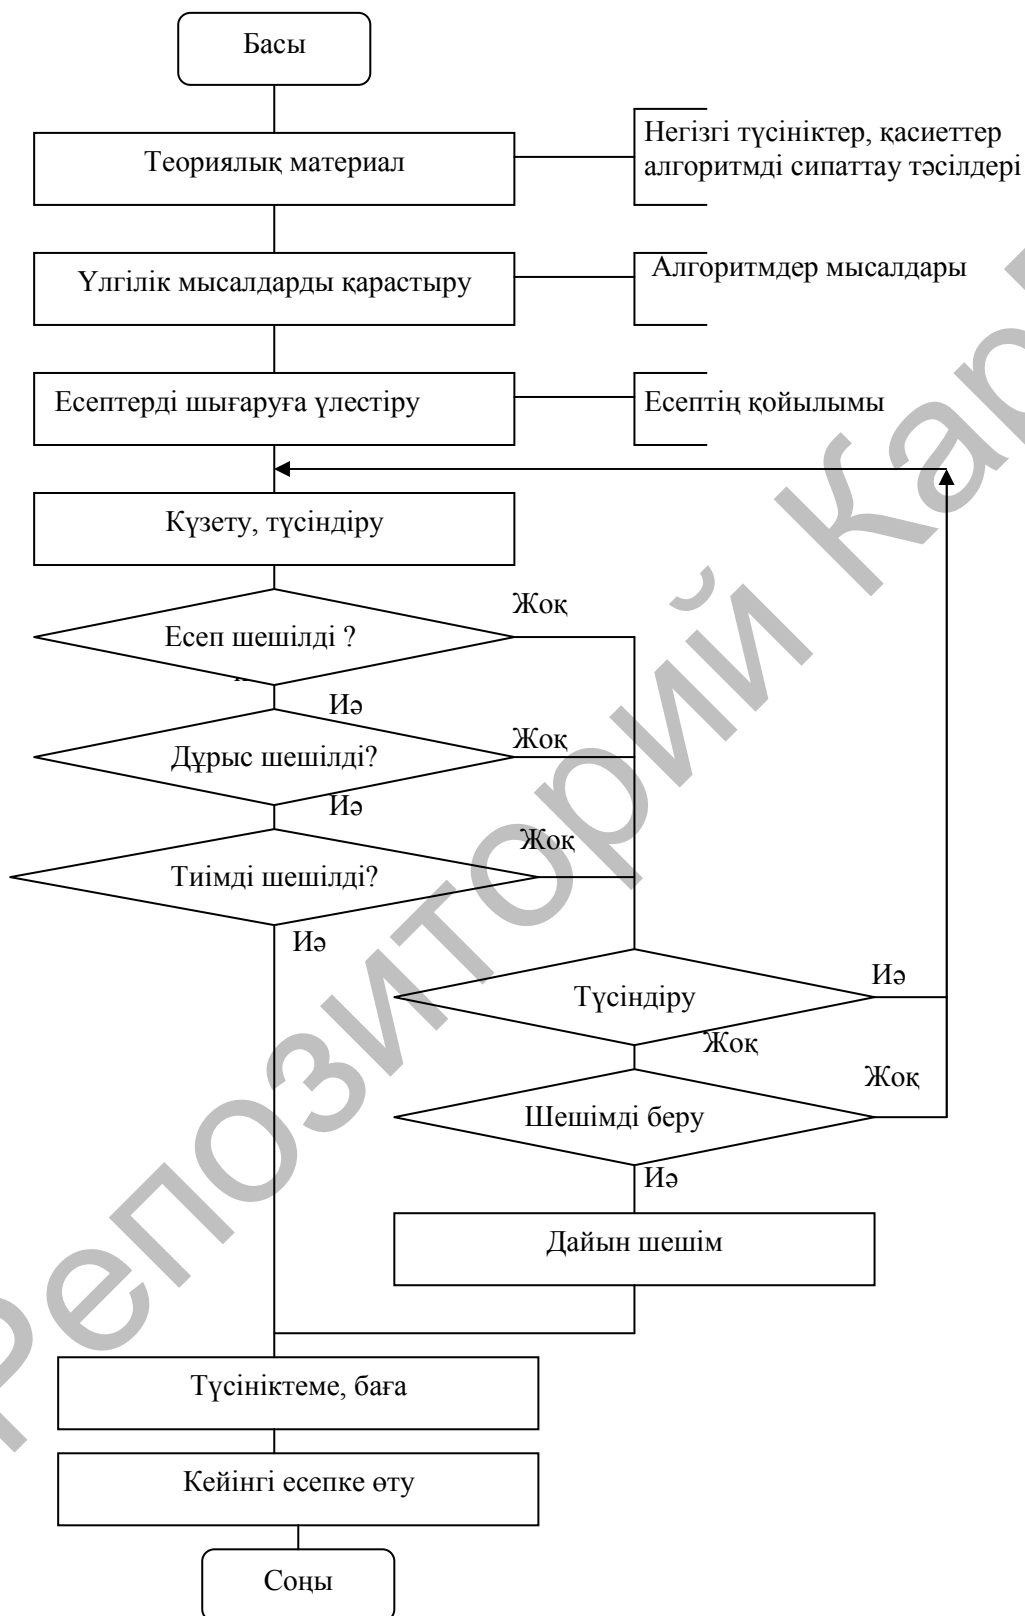 Басы
Теориялық материал
Негізгі түсініктер, қасиеттер
алгоритмді сипаттау тәсілдері
Үлгілік мысалдарды қарастыру
Алгоритмдер мысалдары
Есептерді шығаруға үлестіру
Есептің қойылымы
Күзету, түсіндіру
Есеп шешілді ?
Жоқ
Иә
Дұрыс шешілді?
Жоқ
Иә
Тиімді шешілді?
Жоқ
Иә
Түсіндіру
Иә
Жоқ
Шешімді беру
Жоқ
Иә
Дайын шешім
Түсініктеме, баға
Кейінгі есепке өту
Соңы
Репозиторий